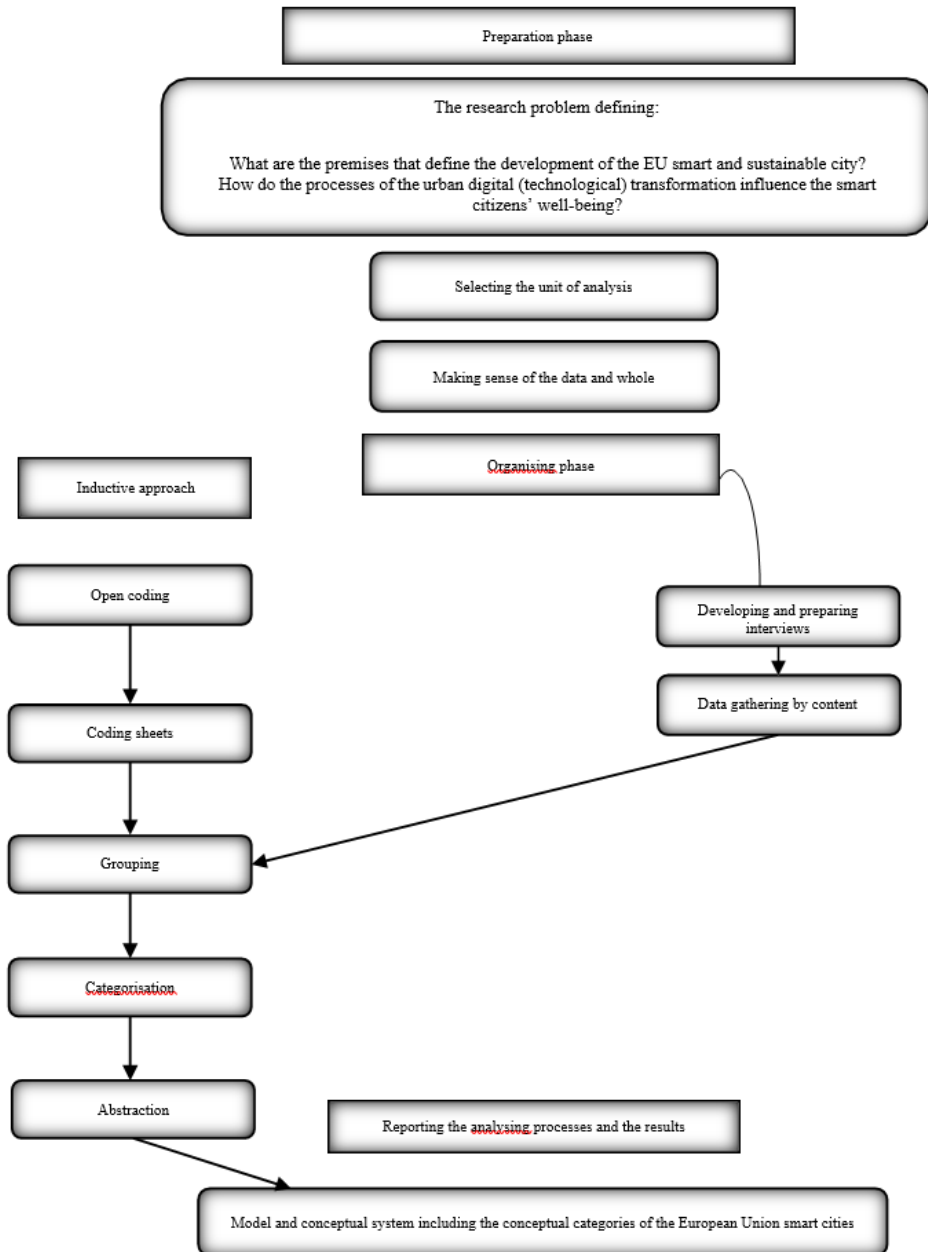 Preparation phase
The research problem defining:
What are the premises that define the development of the EU smart and sustainable city?
How do the processes of the urban digital (technological) transformation influence the smart
citizens’ well-being?
Selecting the unit of analysis
Making sense of the data and whole
Organising phase
Inductive approach
Open coding
Developing and preparing
interviews
Data gathering by content
Coding sheets
Grouping
Categorisation
Abstraction
Reporting the analysing processes and the results
Model and conceptual system including the conceptual categories of the European Union smart cities